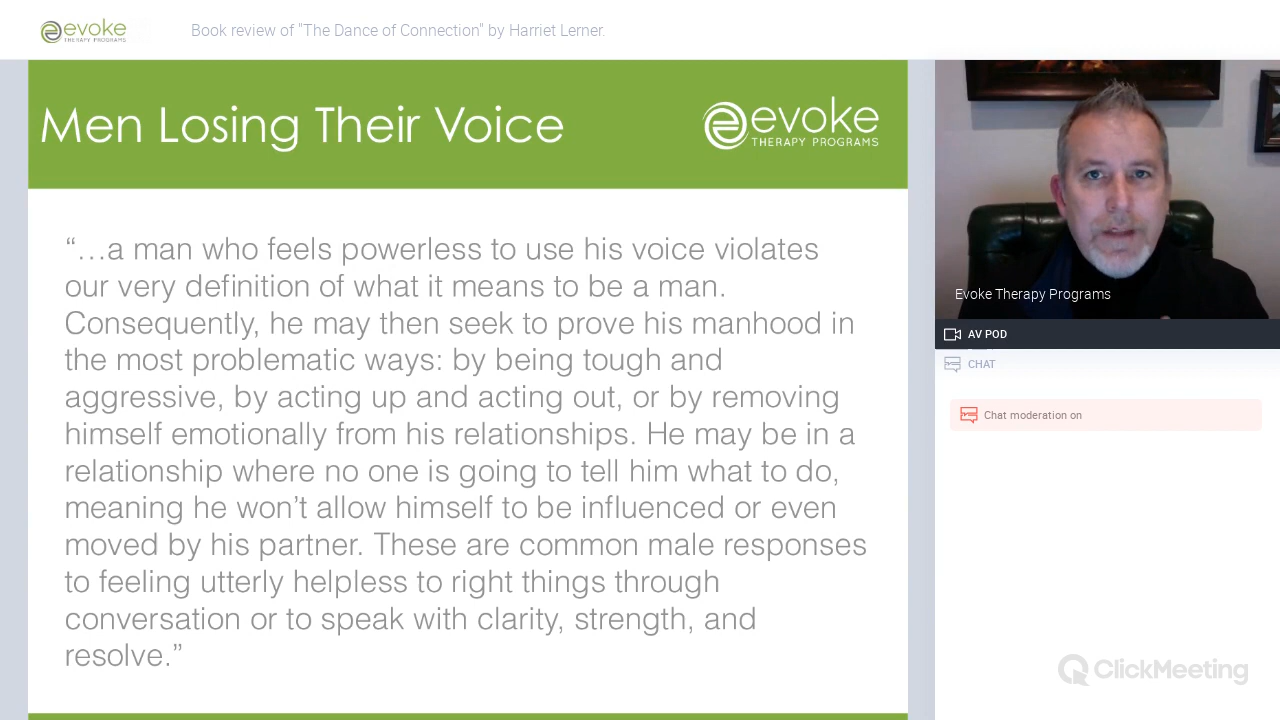 evoke
THERAPY PROGRAMS
Book review of "The Dance of Connection" by Harriet Lerner.
Men Losing Their Voice
evoke
THERAPY PROGRAMS
“…a man who feels powerless to use his voice violates
our very definition of what it means to be a man.
Consequently, he may then seek to prove his manhood in
the most problematic ways: by being tough and
aggressive, by acting up and acting out, or by removing
himself emotionally from his relationships. He may be in a
relationship where no one is going to tell him what to do,
meaning he won’t allow himself to be influenced or even
moved by his partner. These are common male responses
to feeling utterly helpless to right things through
conversation or to speak with clarity, strength, and
resolve.”
Evoke Therapy Programs
AV POD
CHAT
Chat moderation on
ClickMeeting